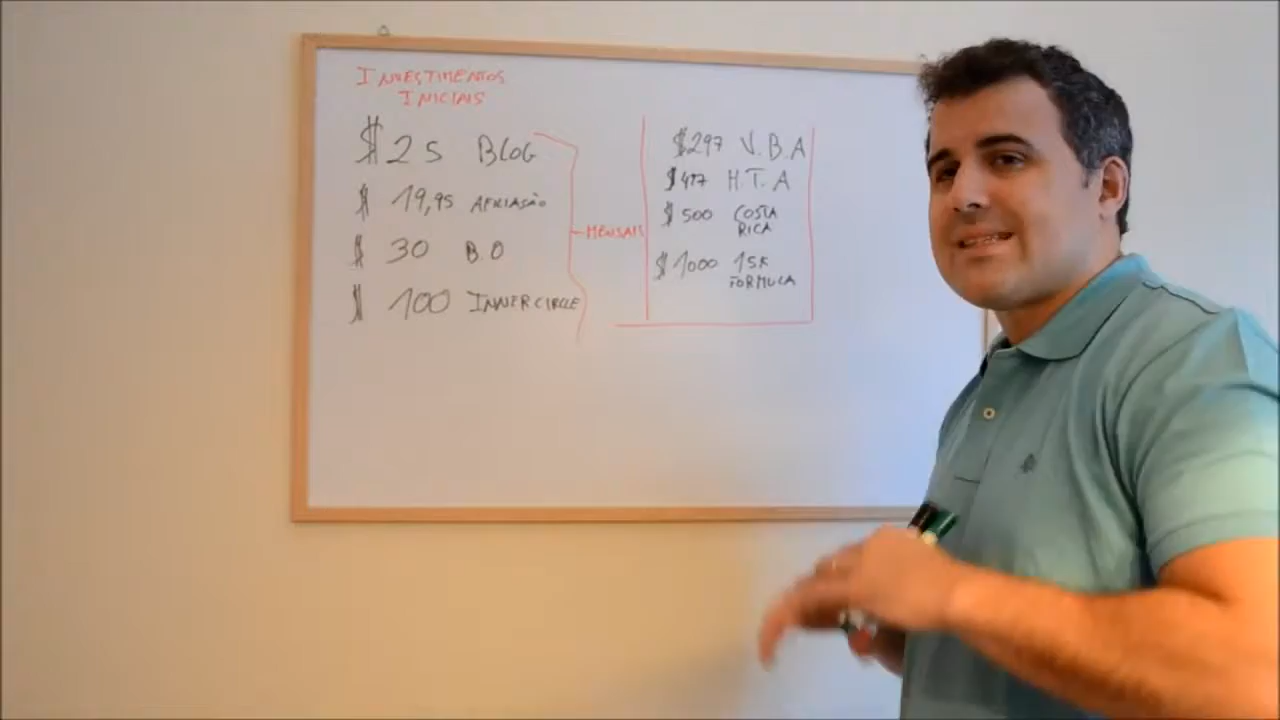 INVESTIMENTOS
INICIAIS
$ 25 BLOG
$ 19,95 AFILIAÇÃO
$ 30 B.O
$ 100 INNER CIRCLE
MENSAIS
$297 V.B.A
$497 H.T.A
$500 COSTA
RICA
$1000 15K
FORMULA